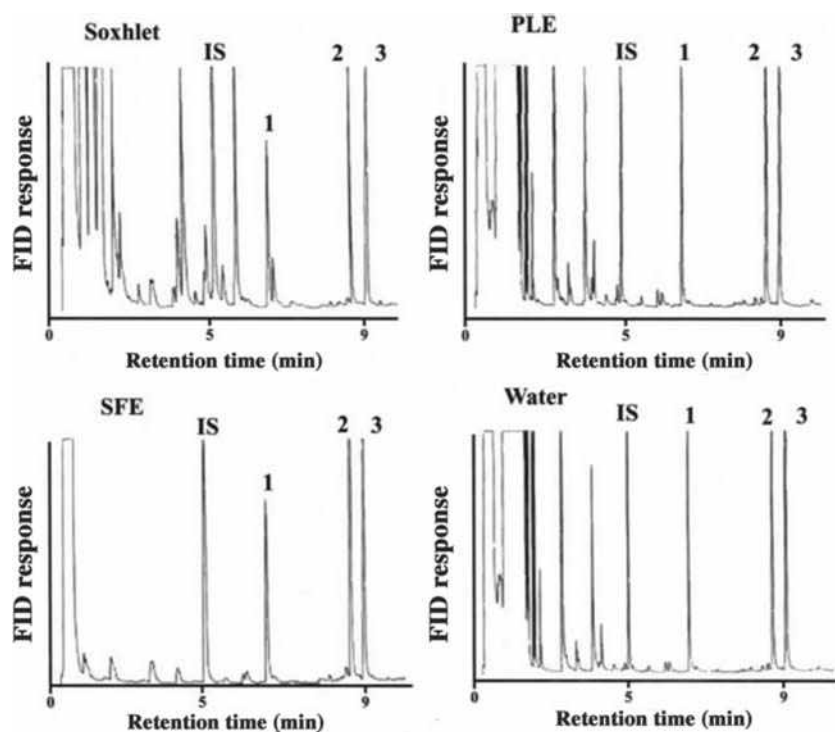 Soxhlet
IS
1
2
3
FID response
0
5
9
Retention time (min)
PLE
IS
1
2
3
FID response
0
5
9
Retention time (min)
SFE
IS
1
2
3
FID response
0
5
9
Retention time (min)
Water
IS
1
2
3
FID response
0
5
9
Retention time (min)